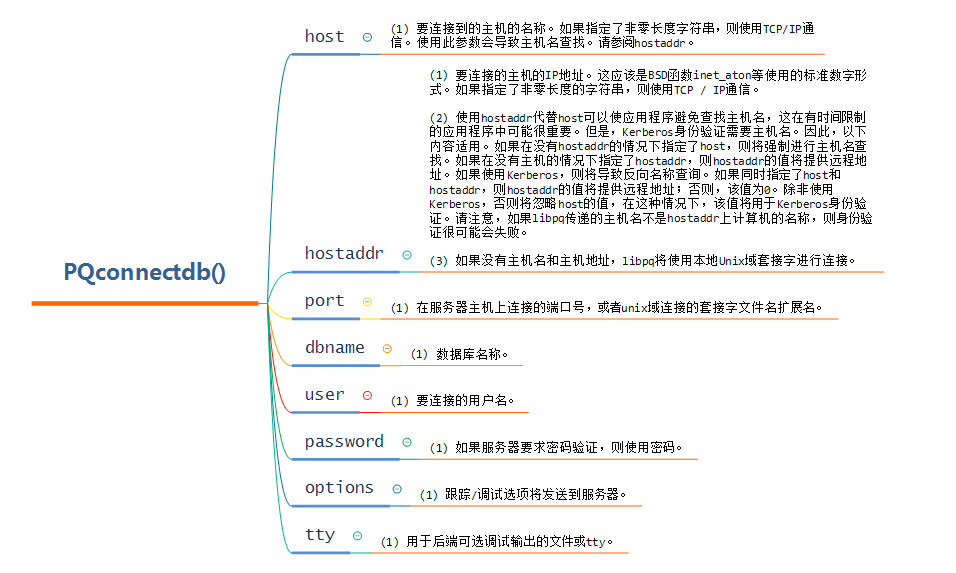 PQconnectdb()
host
(1) 要连接到的主机的名称。如果指定了非零长度字符串，则使用TCP/IP通
信。使用此参数会导致主机名查找。请参阅hostaddr。
hostaddr
(1) 要连接的主机的IP地址。这应该是BSD函数inet_aton等使用的标准数字形
式。如果指定了非零长度的字符串，则使用TCP / IP通信。
(2) 使用hostaddr代替host可以使应用程序避免查找主机名，这在有时间限制
的应用程序中可能很重要。但是，Kerberos身份验证需要主机名。因此，以下
内容适用。如果在没有hostaddr的情况下指定了host，则将强制进行主机名查
找。如果在没有主机的情况下指定了hostaddr，则hostaddr的值将提供远程地
址。如果使用Kerberos，则将导致反向名称查询。如果同时指定了host和
hostaddr，则hostaddr的值将提供远程地址；否则，该值为0。除非使用
Kerberos，否则将忽略host的值，在这种情况下，该值将用于Kerberos身份验
证。请注意，如果libpq传递的主机名不是hostaddr上计算机的名称，则身份验
证很可能会失败。
(3) 如果没有主机名和主机地址，libpq将使用本地Unix域套接字进行连接。
port
(1) 在服务器主机上连接的端口号，或者unix域连接的套接字文件名扩展名。
dbname
(1) 数据库名称。
user
(1) 要连接的用户名。
password
(1) 如果服务器要求密码验证，则使用密码。
options
(1) 跟踪/调试选项将发送到服务器。
tty
(1) 用于后端可选调试输出的文件或tty。